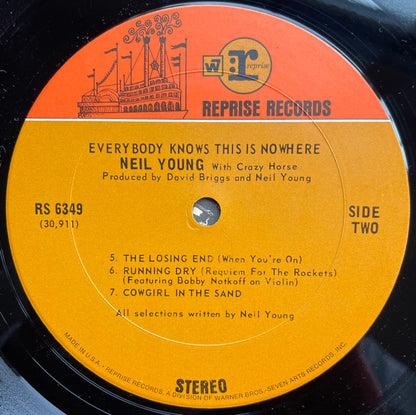 W
r
reprise
REPRISE RECORDS
EVERYBODY KNOWS THIS IS NOWHERE
NEIL YOUNG With Crazy Horse
Produced by David Briggs and Neil Young
RS 6349
(30,911)
SIDE
TWO
5. THE LOSING END (When You're On)
6. RUNNING DRY (Requiem For The Rockets)
(Featuring Bobby Notkoff on Violin)
7. COWGIRL IN THE SAND
All selections written by Neil Young
STEREO
MADE IN U.S.A. - REPRISE RECORDS, A DIVISION OF WARNER BROS.-SEVEN ARTS RECORDS, INC.